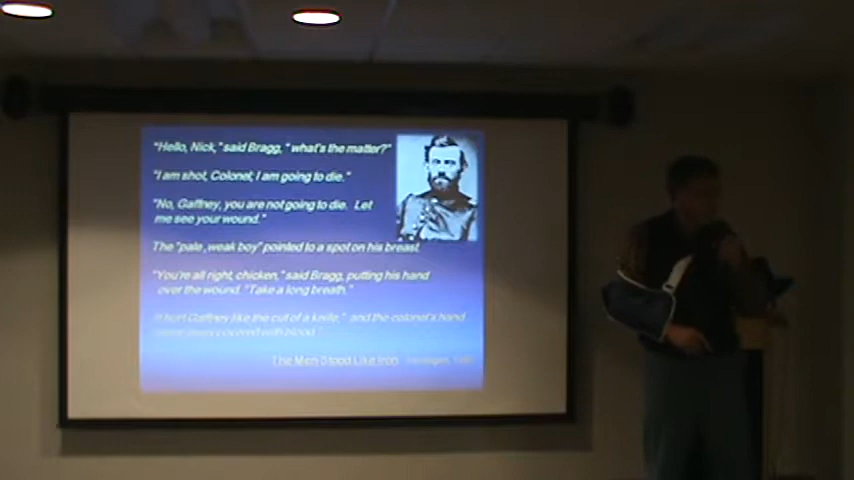 "Hello, Nick," said Bragg, " what's the matter?"
"I am shot, Colonel; I am going to die."
"No, Gaffney, you are not going to die. Let
me see your wound."
The "pale, weak boy" pointed to a spot on his breast.
"You're all right, chicken," said Bragg, putting his hand
over the wound. "Take a long breath."
It hurt Gaffney like the cut of a knife," and the colonel's hand
covered with blood."
The Men Stood Like Iron